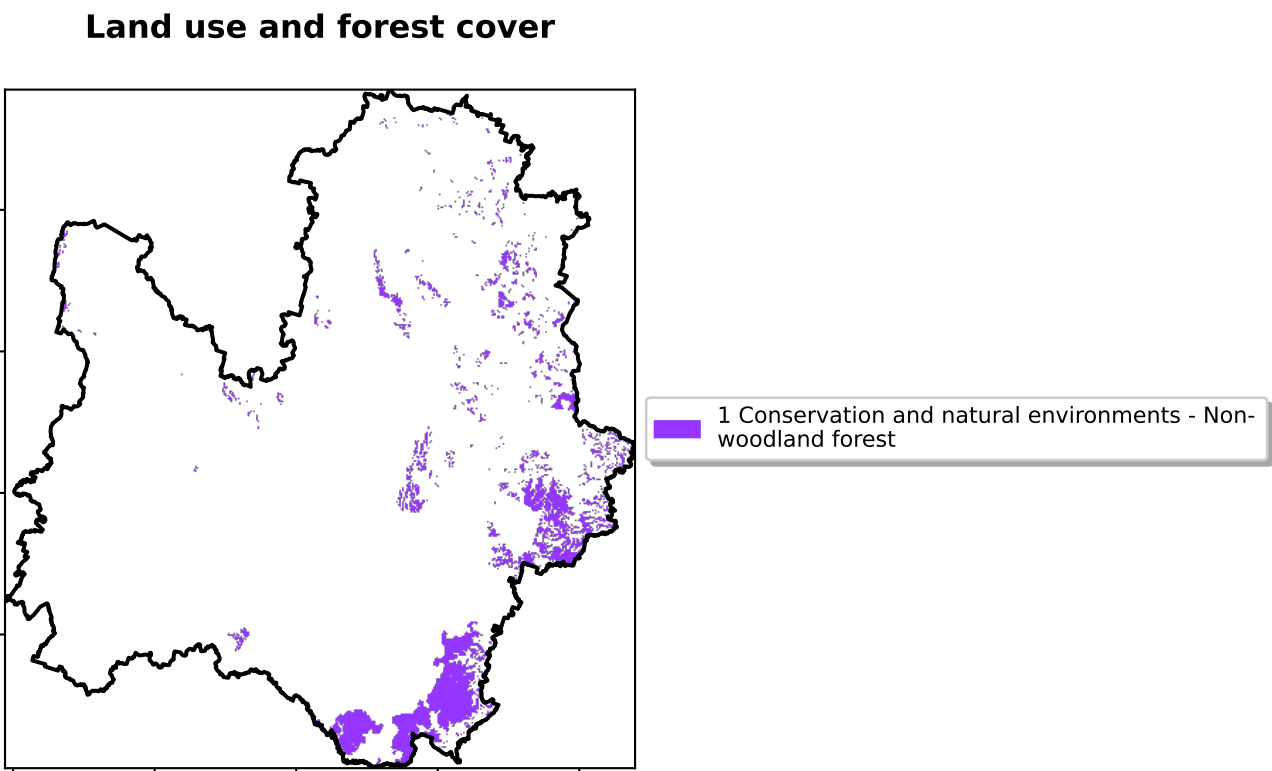 Land use and forest cover
1 Conservation and natural environments - Non-
woodland forest